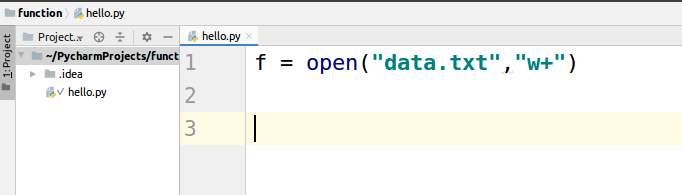 function hello.py
Project
hello.py
1: Project
~/PycharmProjects/funct
.idea
hello.py
1 f = open("data.txt","w+")
2
3